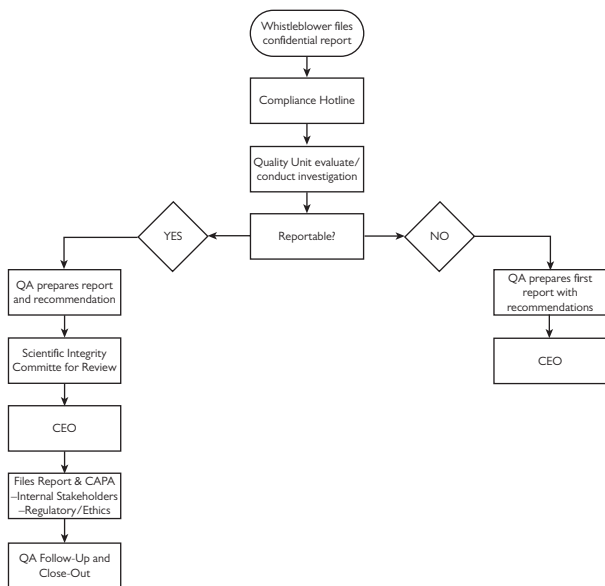 Whistleblower files
confidential report
Compliance Hotline
Quality Unit evaluate/
conduct investigation
YES
Reportable?
NO
QA prepares report
and recommendation
QA prepares first
report with
recommendations
Scientific Integrity
Committe for Review
CEO
CEO
Files Report & CAPA
–Internal Stakeholders
–Regulatory/Ethics
QA Follow-Up and
Close-Out